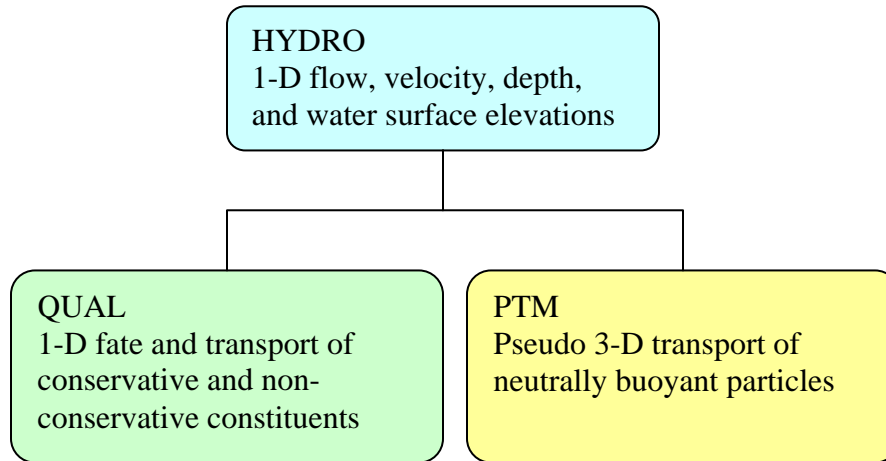 HYDRO
1-D flow, velocity, depth,
and water surface elevations
QUAL
1-D fate and transport of
conservative and non-
conservative constituents
PTM
Pseudo 3-D transport of
neutrally buoyant particles